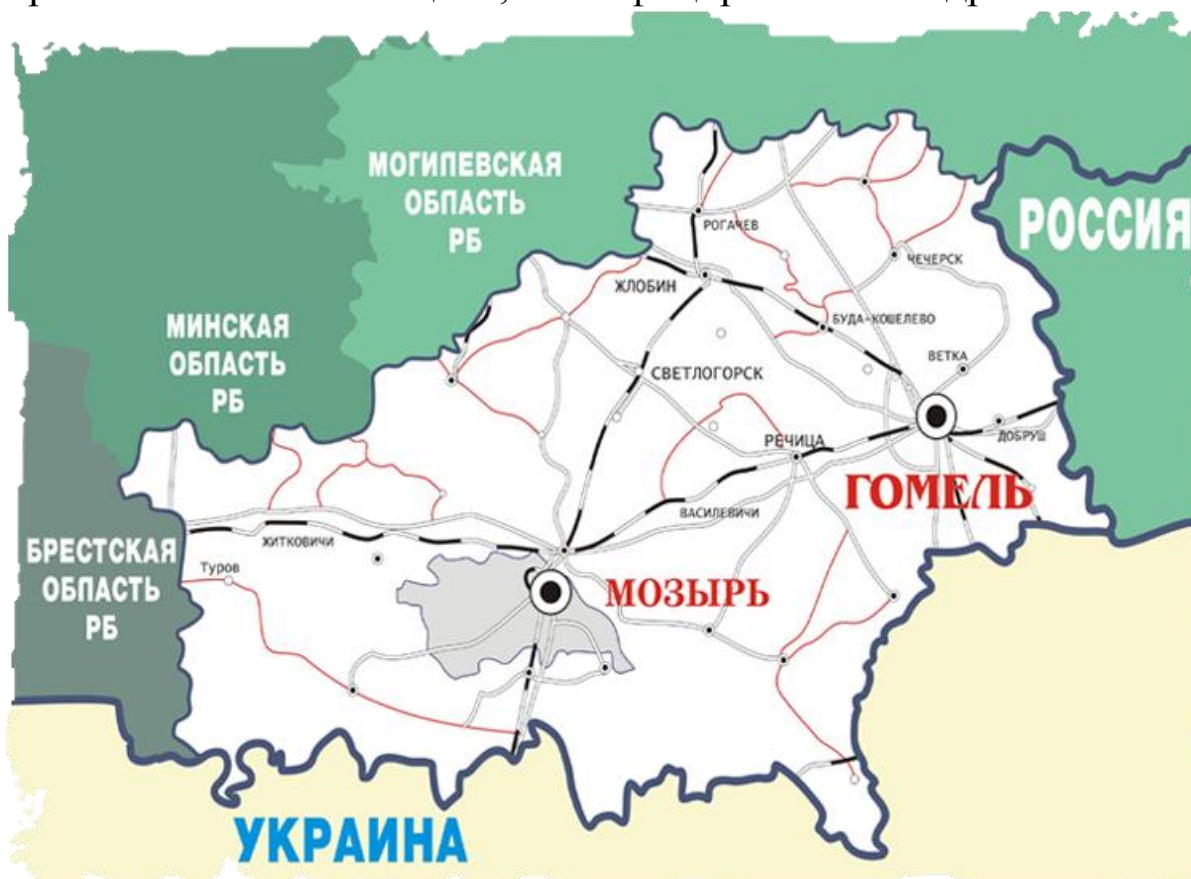 МОГИЛЕВСКАЯ
ОБЛАСТЬ
РБ
РОССИЯ
РОГАЧЕВ
ЧЕЧЕРСК
ЖЛОБИН
БУДА-КОШЕЛЕВО
МИНСКАЯ
ОБЛАСТЬ
РБ
ВЕТКА
СВЕТЛОГОРСК
РЕЧИЦА
ДОБРУШ
ГОМЕЛЬ
ВАСИЛЕВИЧИ
БРЕСТСКАЯ
ОБЛАСТЬ
РБ
ЖИТКОВИЧИ
Туров
МОЗЫРЬ
УКРАИНА